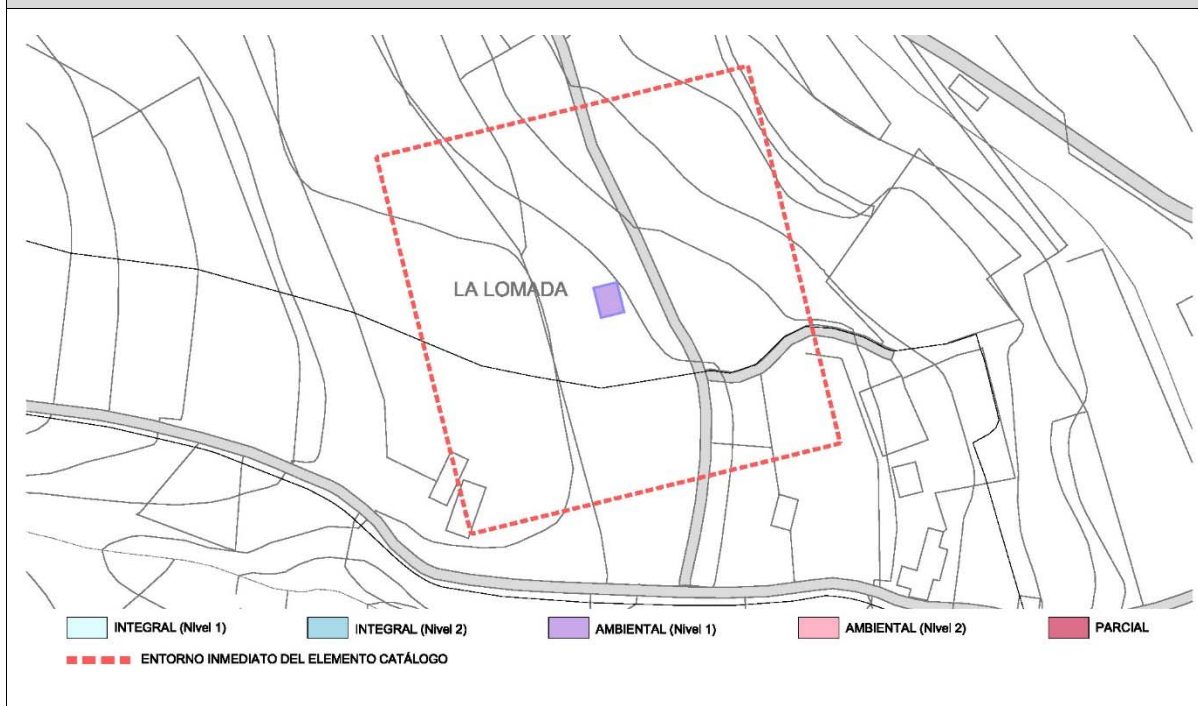 LA LOMADA
INTEGRAL (Nivel 1)
INTEGRAL (Nivel 2)
AMBIENTAL (Nivel 1)
AMBIENTAL (Nivel 2)
PARCIAL
ENTORNO INMEDIATO DEL ELEMENTO CATÁLOGO